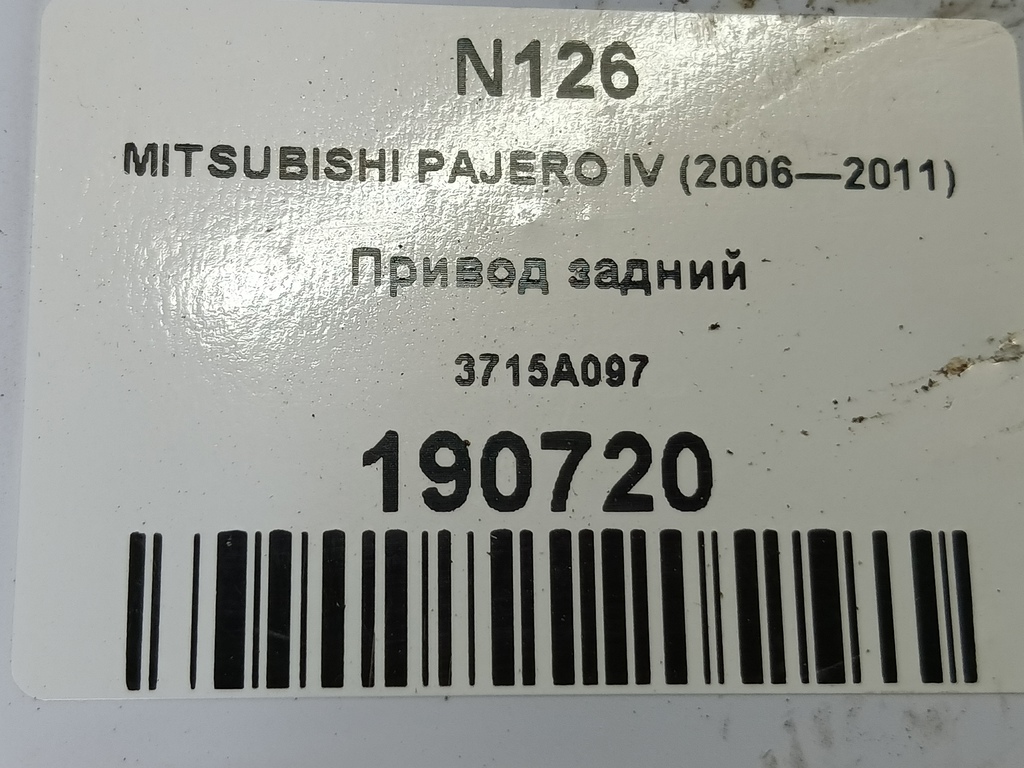 N126
MITSUBISHI PAJERO IV (2006—2011)
Привод задний
3715A097
190720